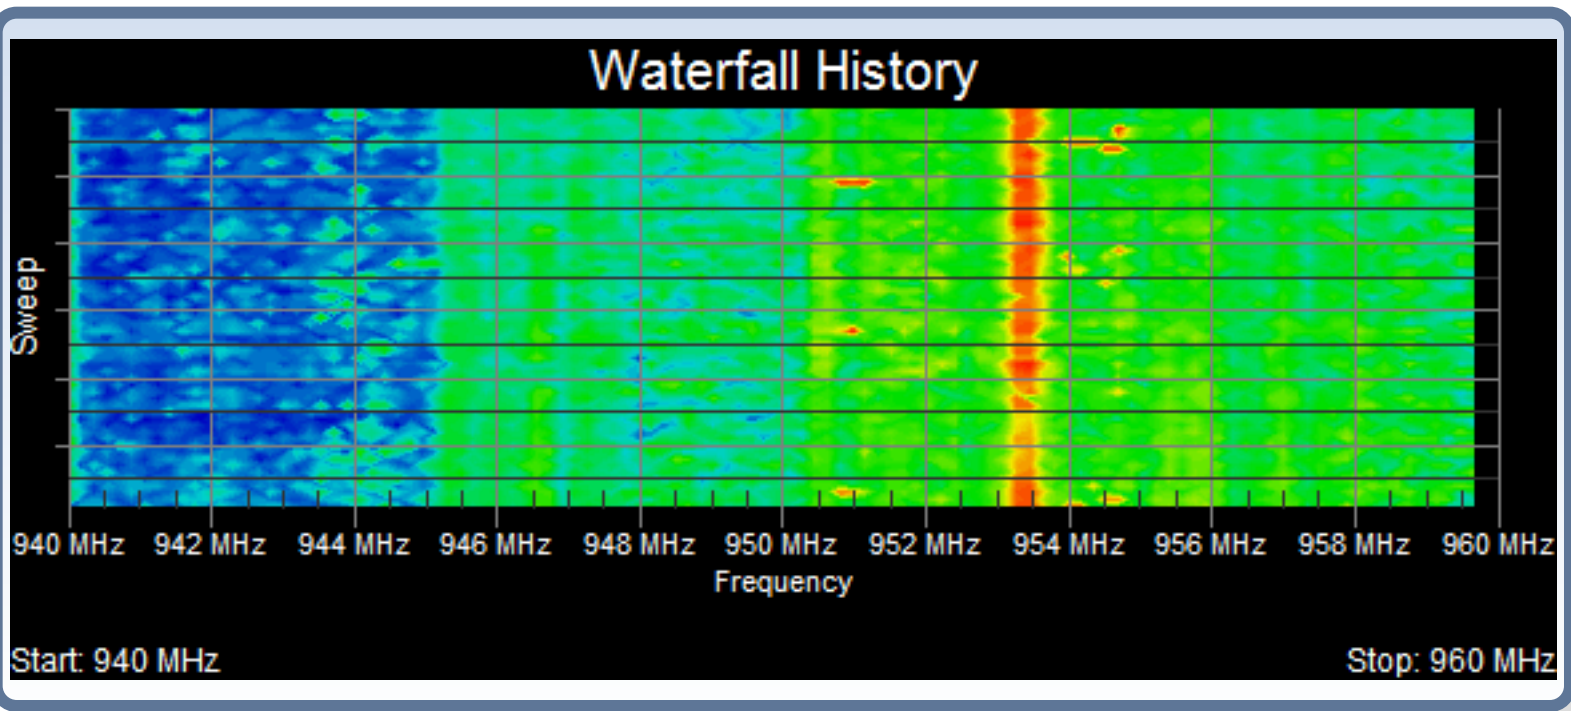 Waterfall History
Sweep
940 MHz 942 MHz 944 MHz 946 MHz 948 MHz 950 MHz 952 MHz 954 MHz 956 MHz 958 MHz 960 MHz
Frequency
Start: 940 MHz
Stop: 960 MHz